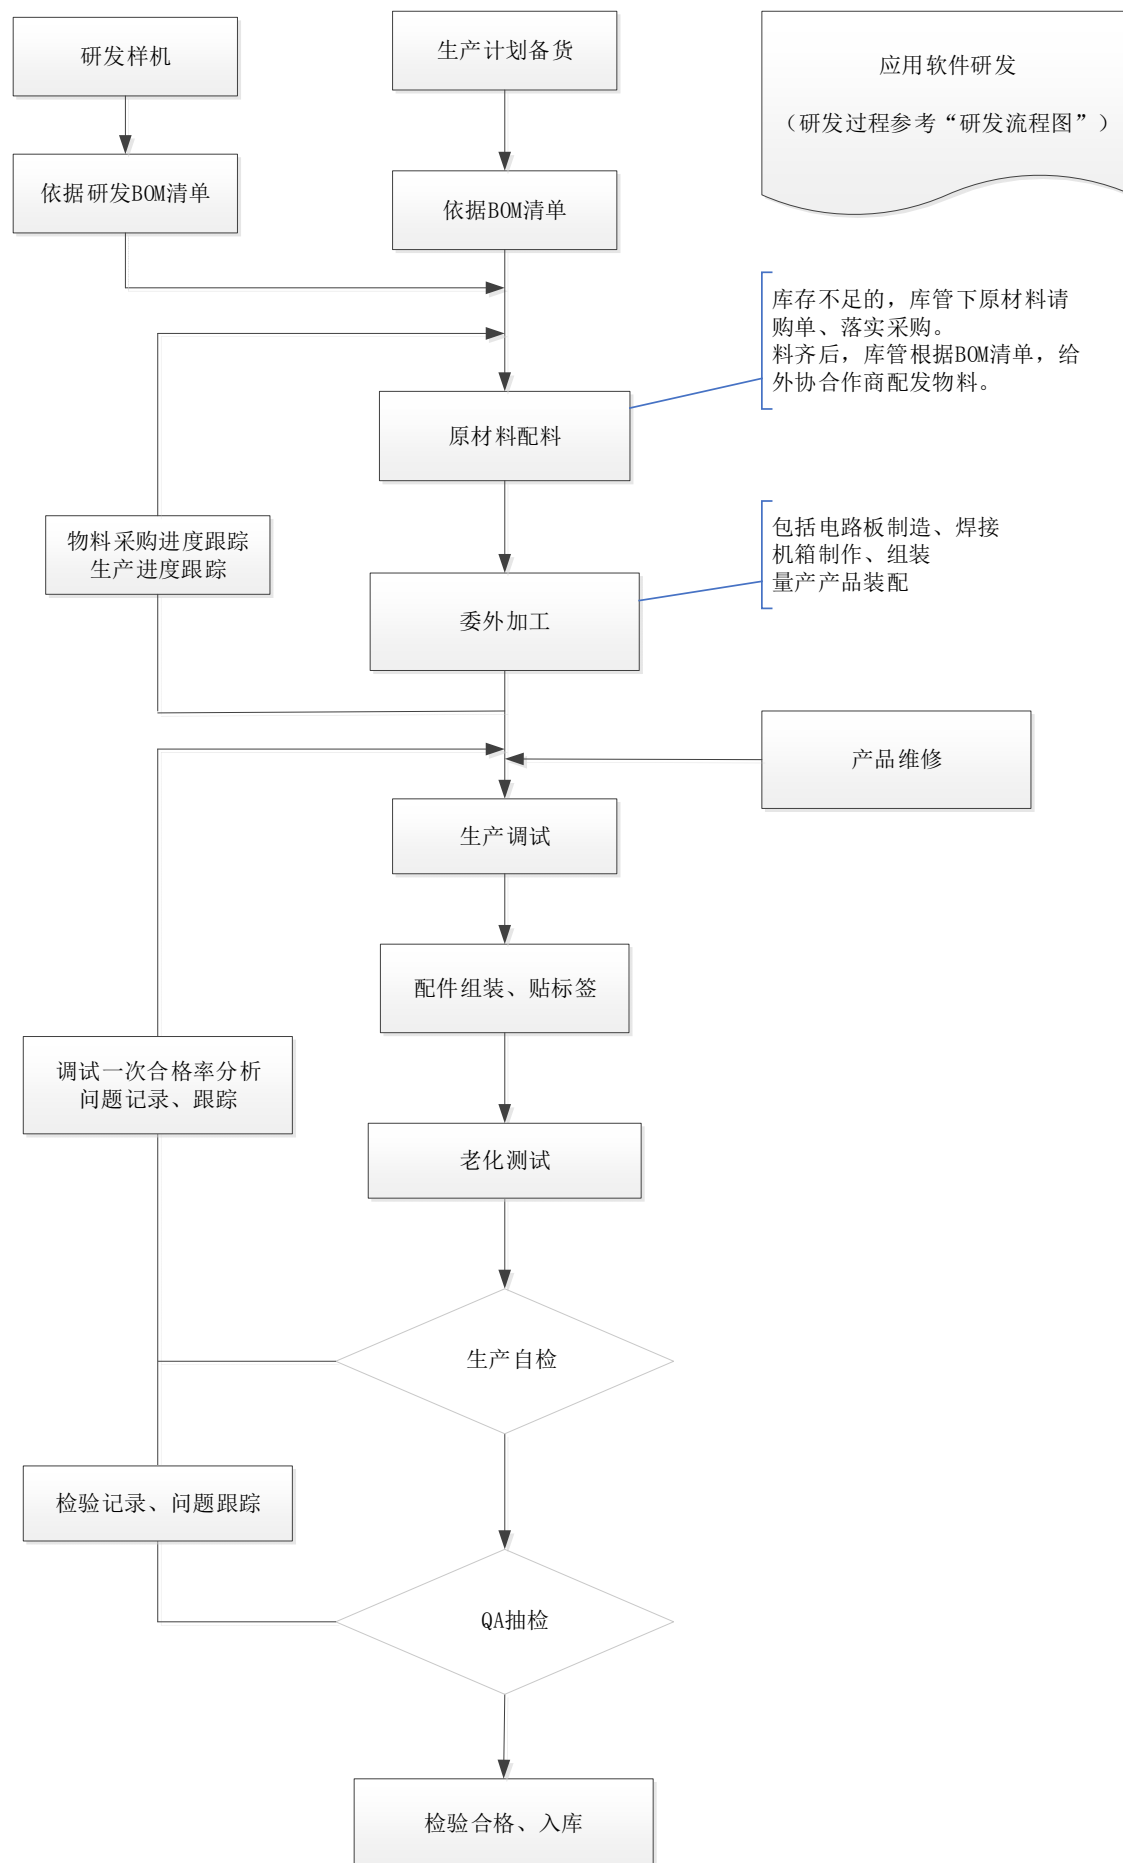 研发样机
生产计划备货
应用软件研发
（研发过程参考“研发流程图”）
依据研发BOM清单
依据BOM清单
库存不足的，库管下原材料请
购单、落实采购。
料齐后，库管根据BOM清单，给
外协合作商配发物料。
原材料配料
物料采购进度跟踪
生产进度跟踪
包括电路板制造、焊接
机箱制作、组装
量产产品装配
委外加工
产品维修
生产调试
配件组装、贴标签
调试一次合格率分析
问题记录、跟踪
老化测试
生产自检
检验记录、问题跟踪
QA抽检
检验合格、入库